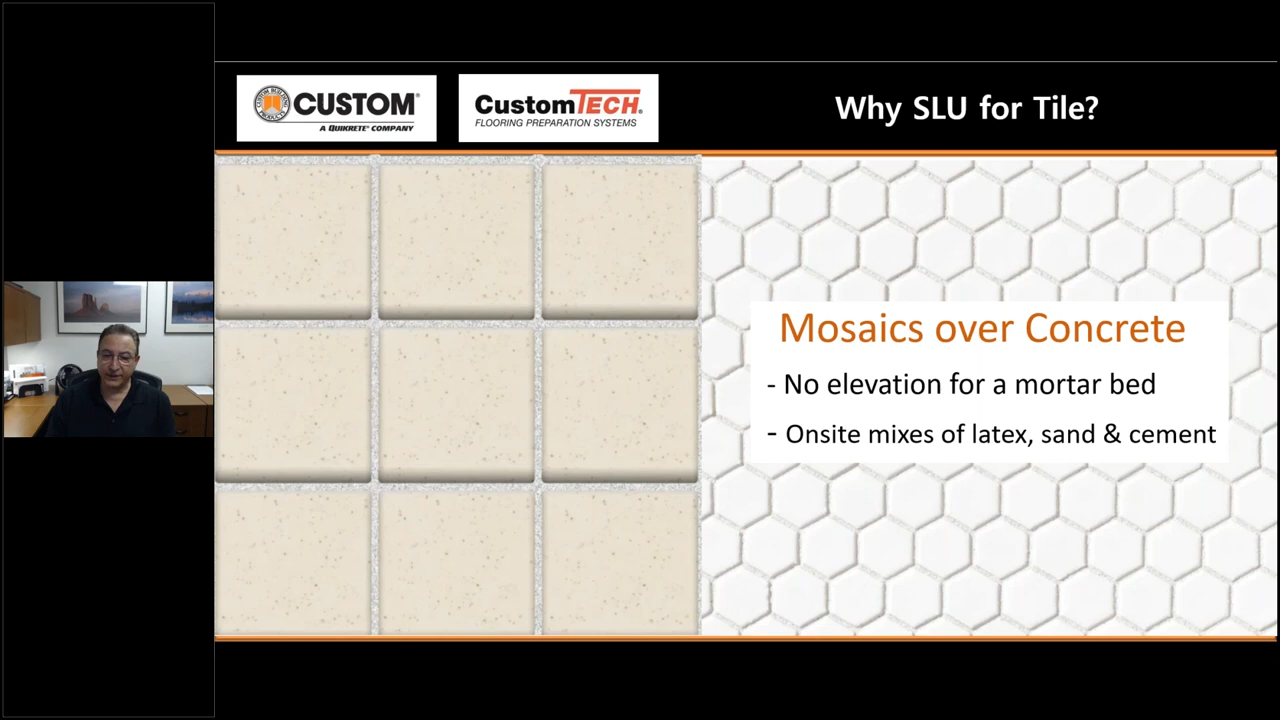 CUSTOM®
A QUIKRETE® COMPANY
CustomTECH®
FLOORING PREPARATION SYSTEMS
Why SLU for Tile?
Mosaics over Concrete
- No elevation for a mortar bed
- Onsite mixes of latex, sand & cement